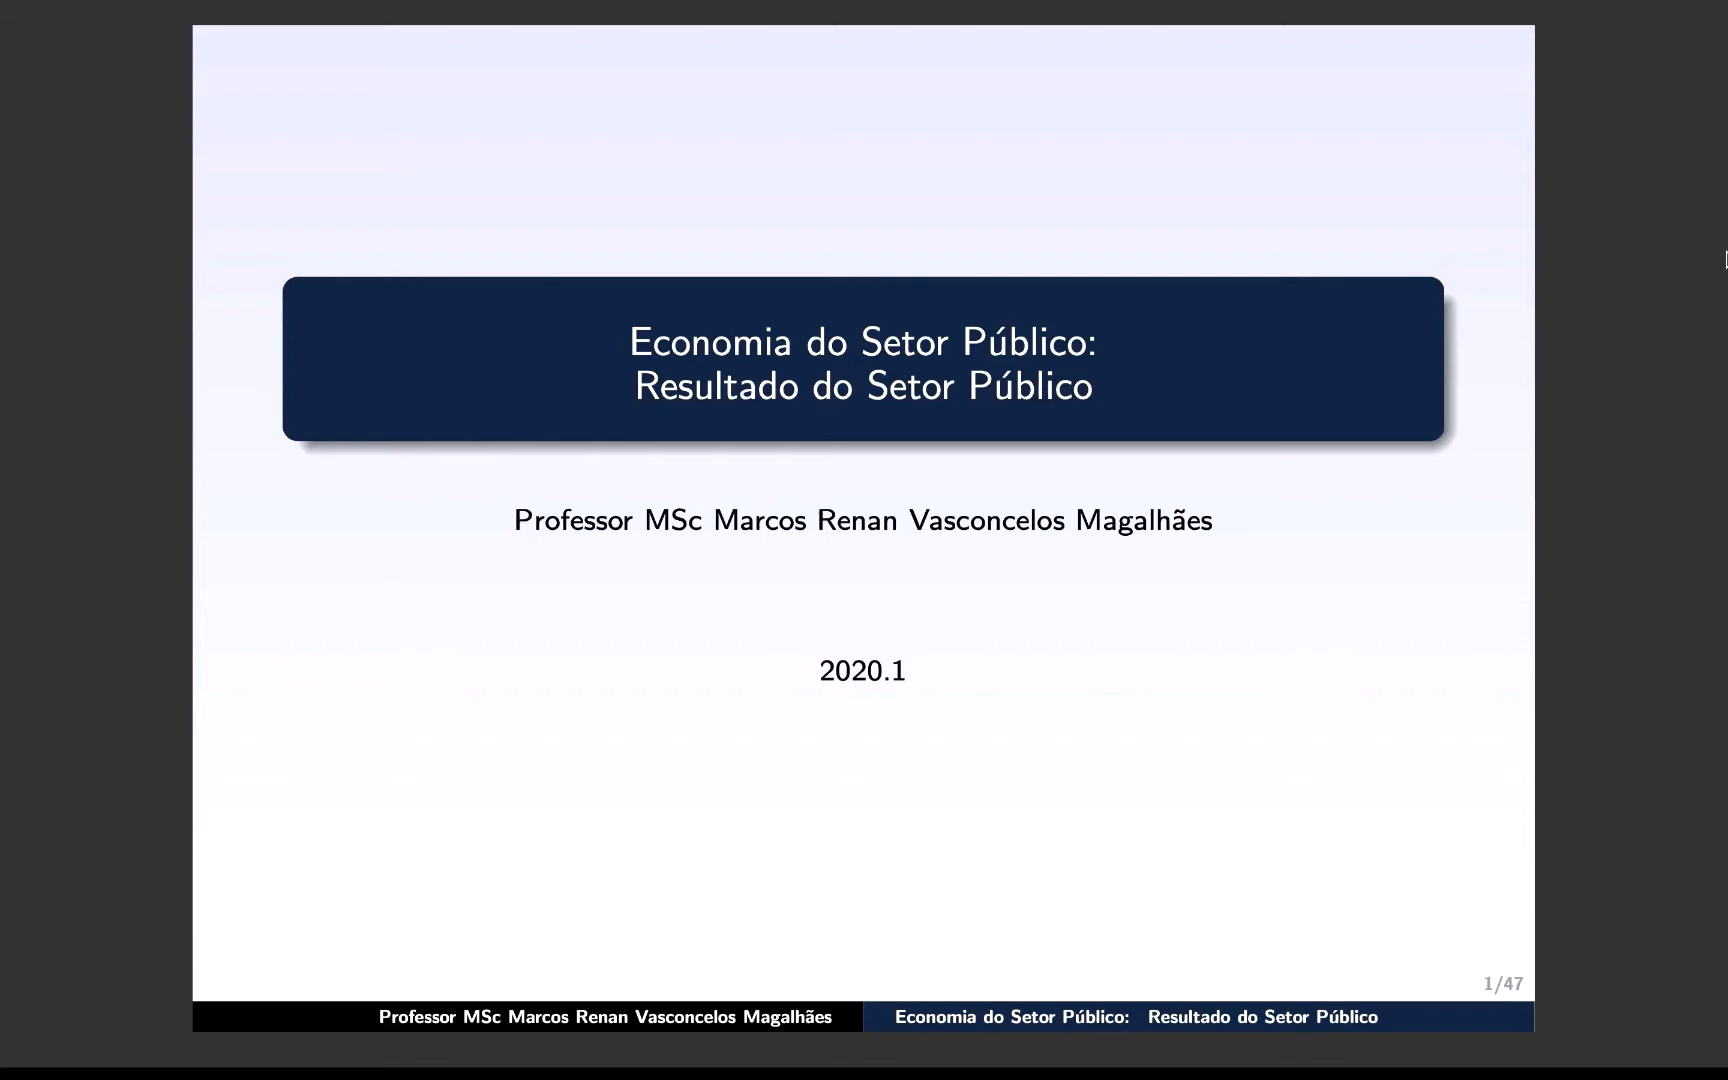 Economia do Setor Público:
Resultado do Setor Público
Professor MSc Marcos Renan Vasconcelos Magalhães
2020.1
1/47
Professor MSc Marcos Renan Vasconcelos Magalhães
Economia do Setor Público: Resultado do Setor Público